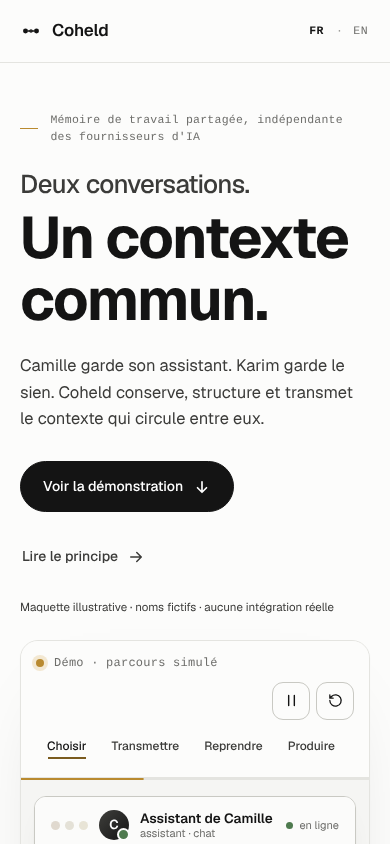 Coheld
FR · EN
Mémoire de travail partagée, indépendante
des fournisseurs d'IA
Deux conversations.
Un contexte
commun.
Camille garde son assistant. Karim garde le
sien. Coheld conserve, structure et transmet
le contexte qui circule entre eux.
Voir la démonstration ↓
Lire le principe →
Maquette illustrative · noms fictifs · aucune intégration réelle
Démo · parcours simulé
Choisir Transmettre Reprendre Produire
C
Assistant de Camille
assistant · chat
en ligne